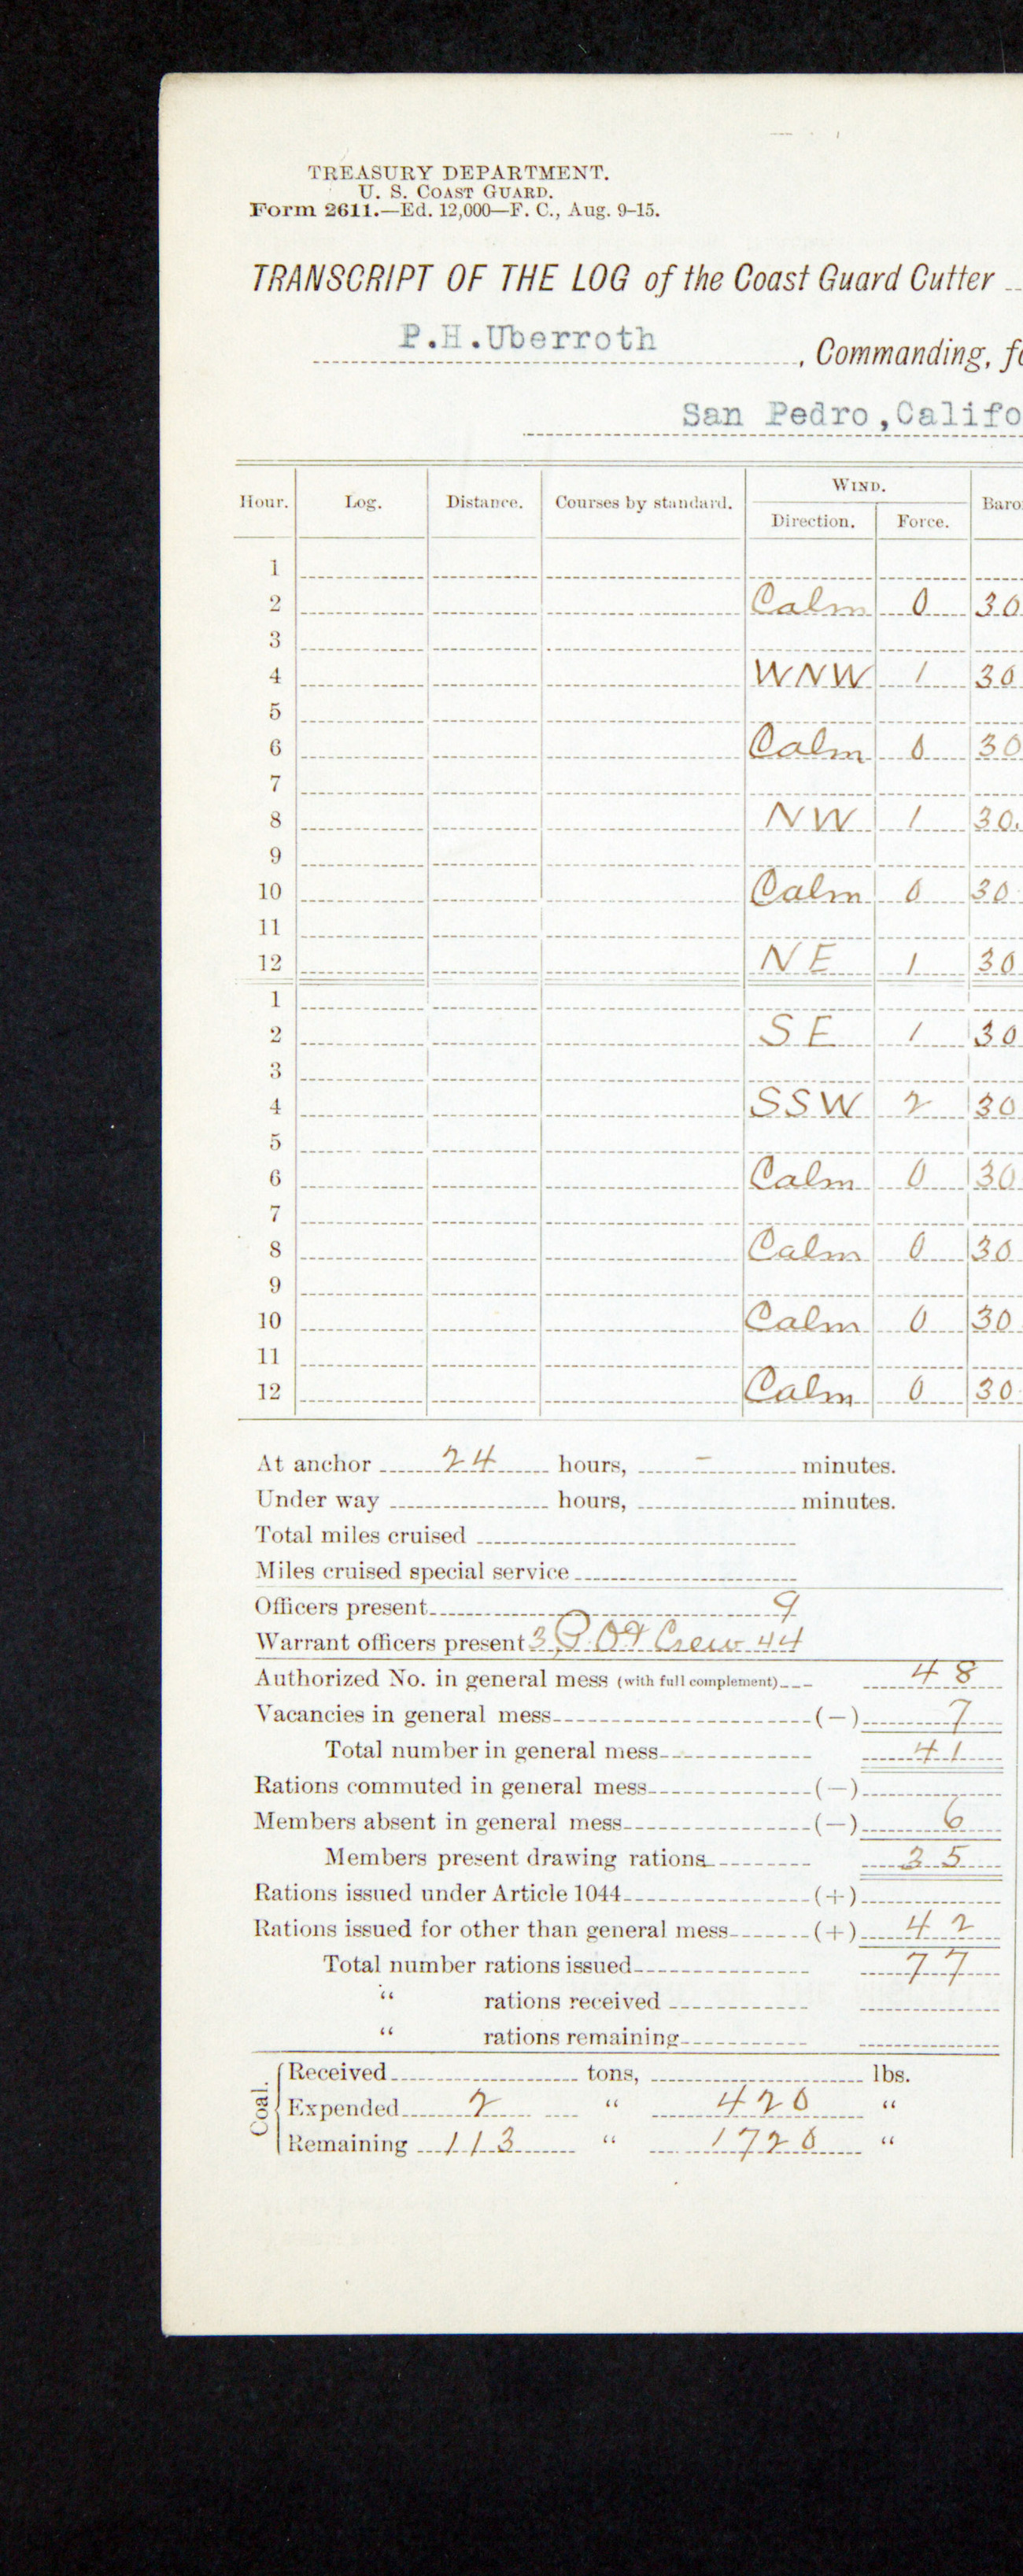 TREASURY DEPARTMENT.
U. S. COAST GUARD.
Form 2611.—Ed. 12,000—F. C., Aug. 9–15.
TRANSCRIPT OF THE LOG of the Coast Guard Cutter
P.H.Uberroth, Commanding, fo
San Pedro,Califo
Hour. Log. Distance. Courses by standard. WIND. Baro
Direction. Force.
1
2 Calm 0 30
3
4 WNW 1 30
5
6 Calm 0 30
7
8 NW 1 30.
9
10 Calm 0 30
11
12 NE 1 30
1
2 SE 1 30
3
4 SSW 2 30
5
6 Calm 0 30
7
8 Calm 0 30
9
10 Calm 0 30
11
12 Calm 0 30
At anchor 24 hours, – minutes.
Under way hours, minutes.
Total miles cruised
Miles cruised special service
Officers present 9
Warrant officers present 3 Crew 44
Authorized No. in general mess (with full complement) 48
Vacancies in general mess (—) 7
Total number in general mess 41
Rations commuted in general mess (—)
Members absent in general mess (—) 6
Members present drawing rations 35
Rations issued under Article 1044 (+)
Rations issued for other than general mess (+) 42
Total number rations issued 77
“ rations received
“ rations remaining
Coal.
Received tons, lbs.
Expended 2 “ 420 “
Remaining 113 “ 1720 “